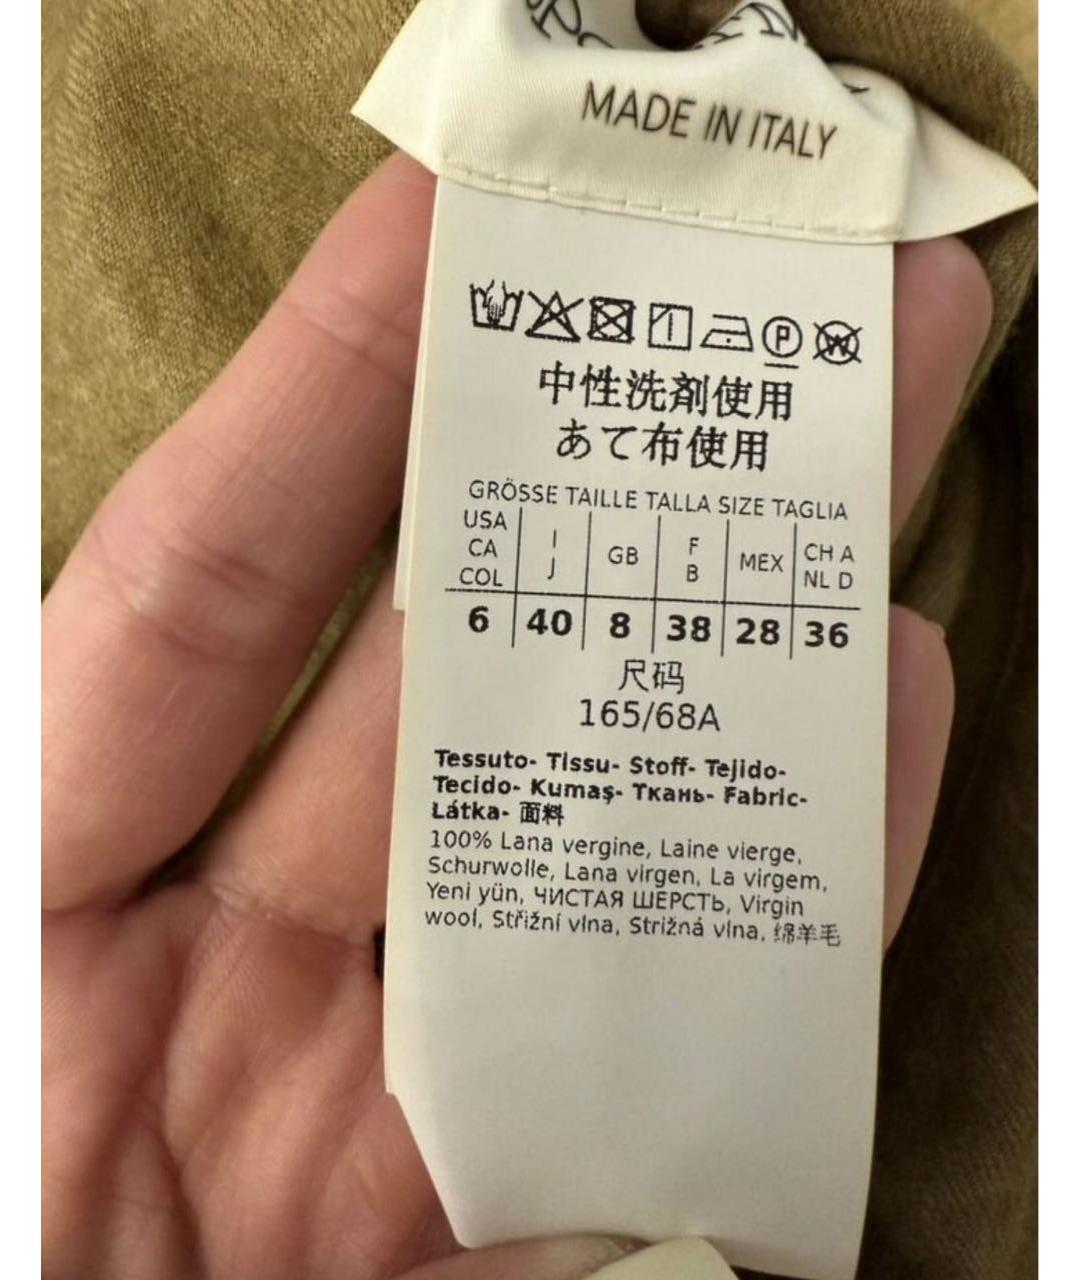 MADE IN ITALY
P W
中性洗剤使用
あて布使用
GRÖSSE TAILLE TALLA SIZE TAGLIA
USA CA COL I J GB F B MEX CH A NL D
6 40 8 38 28 36
尺码
165/68A
Tessuto- Tissu- Stoff- Tejido-
Tecido- Kumaş- Ткань- Fabric-
Látka- 面料
100% Lana vergine, Laine vierge,
Schurwolle, Lana virgen, La virgem,
Yeni yün, ЧИСТАЯ ШЕРСТЬ, Virgin
wool, Střižní vlna, Strižná vlna, 绵羊毛